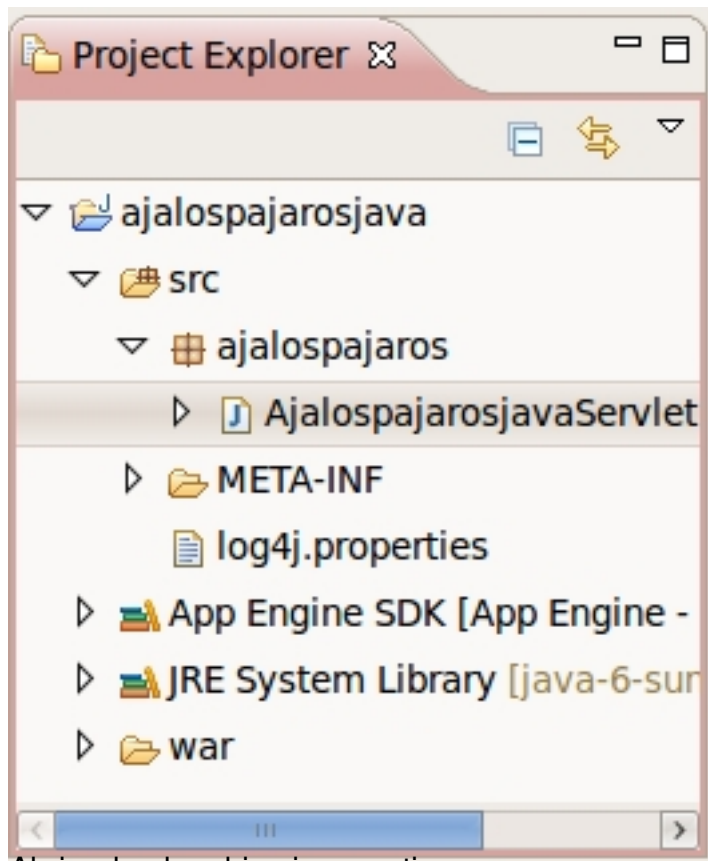 Project Explorer
ajalospajarosjava
src
ajalospajaros
AjalospajarosjavaServlet
META-INF
log4j.properties
App Engine SDK [App Engine -
JRE System Library [java-6-sun
war